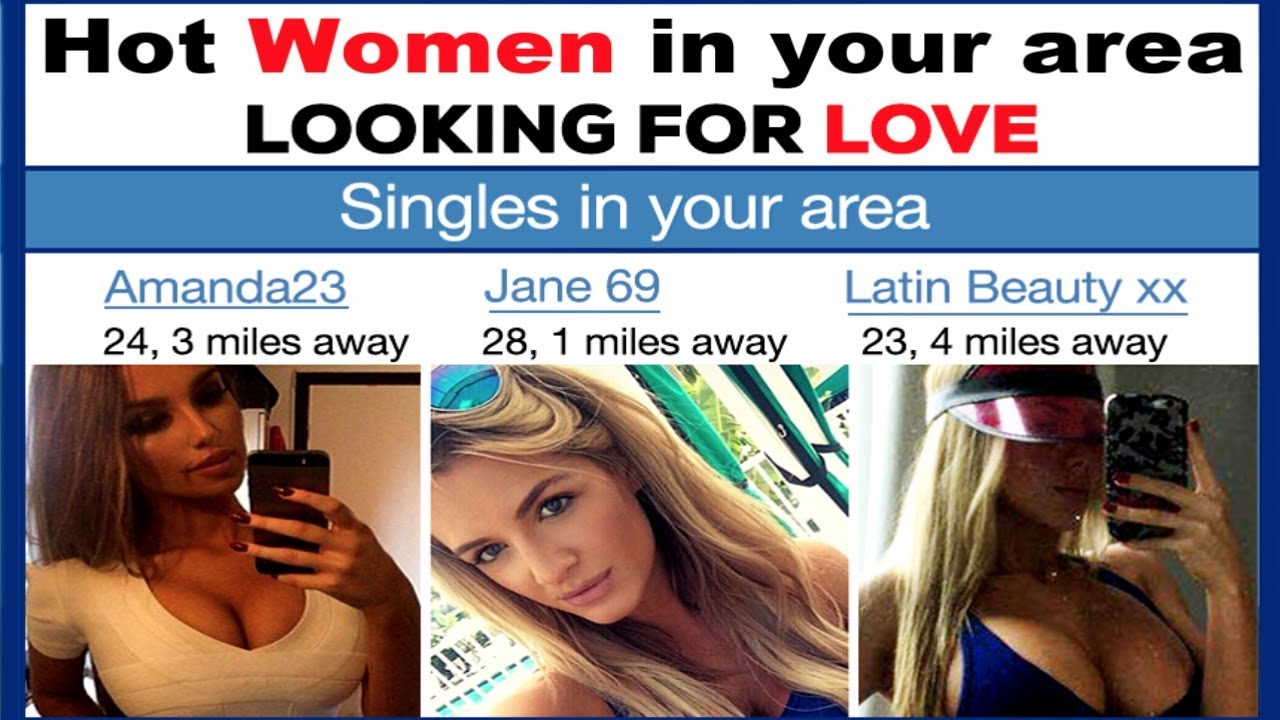 Hot Women in your area
LOOKING FOR LOVE
Singles in your area
Amanda23 Jane 69 Latin Beauty xx
24, 3 miles away 28, 1 miles away 23, 4 miles away